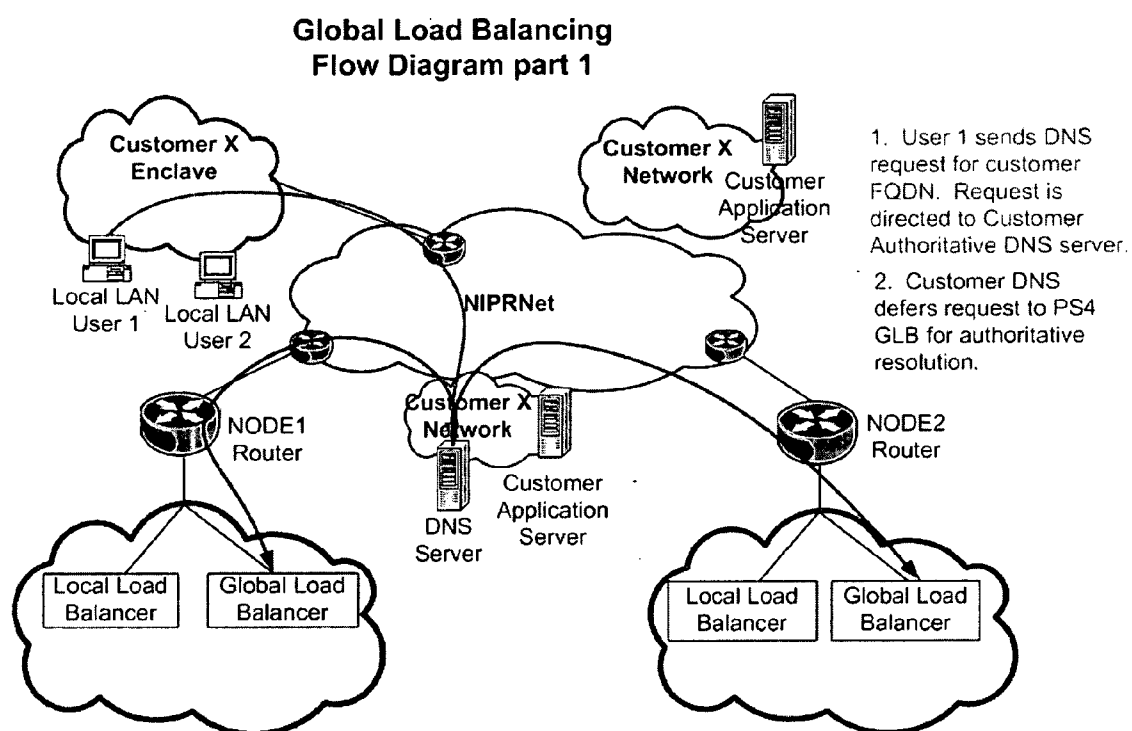 Global Load Balancing
Flow Diagram part 1
Customer X
Enclave
Customer X
Network
Customer
Application
Server
1. User 1 sends DNS
request for customer
FQDN. Request is
directed to Customer
Authoritative DNS server.
2. Customer DNS
defers request to PS4
GLB for authoritative
resolution.
Local LAN
User 1
Local LAN
User 2
NIPRNet
NODE1
Router
Customer X
Network
DNS
Server
Customer
Application
Server
NODE2
Router
Local Load
Balancer
Global Load
Balancer
Local Load
Balancer
Global Load
Balancer